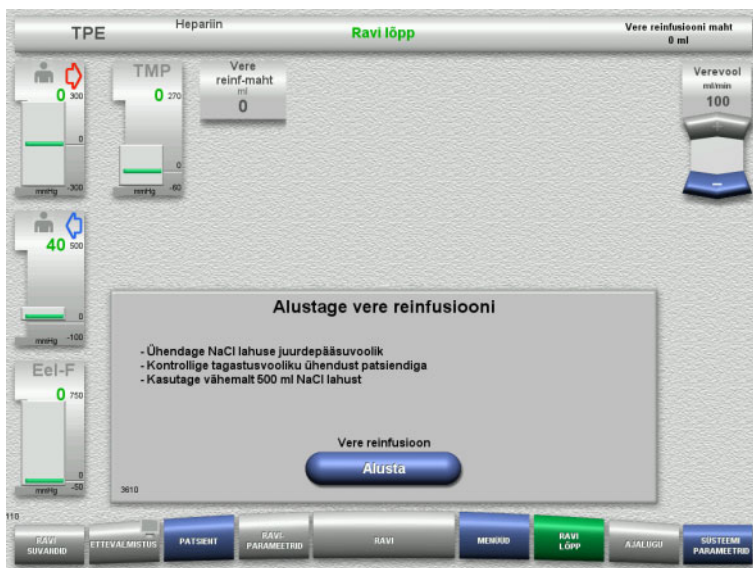 TPE
Hepariin
Ravi lõpp
Vere refusiooni maht
0 ml
0
300
0
-300
mmHg
TMP
0
270
0
-60
mmHg
Vere
reinf-maht
ml
0
Verevool
ml/min
100
+
-
40
500
0
-100
mmHg
Eel-F
0
750
0
-50
mmHg
Alustage vere reinfusiooni
- Ühendage NaCl lahuse juurdepääsuvoolik
- Kontrollige tagastusvooliku ühendust patsiendiga
- Kasutage vähemalt 500 ml NaCl lahust
Vere reinfusioon
Alusta
3610
110
RAVI
SUVANDID
ETTEVALMISTUS
PATSIENT
RAVI-
PARAMEETRID
RAVI
MENÜÜD
RAVI
LÕPP
AJALUGU
SÜSTEEMI
PARAMEETRID